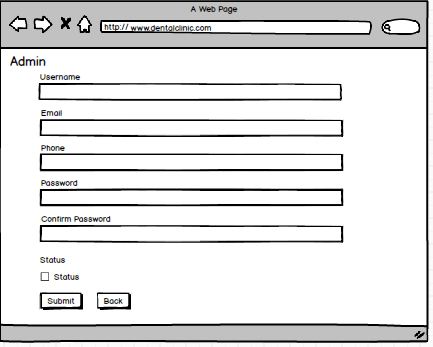 A Web Page
http:// www.dentalclinic.com
Admin
Username
Email
Phone
Password
Confirm Password
Status
Status
Submit Back